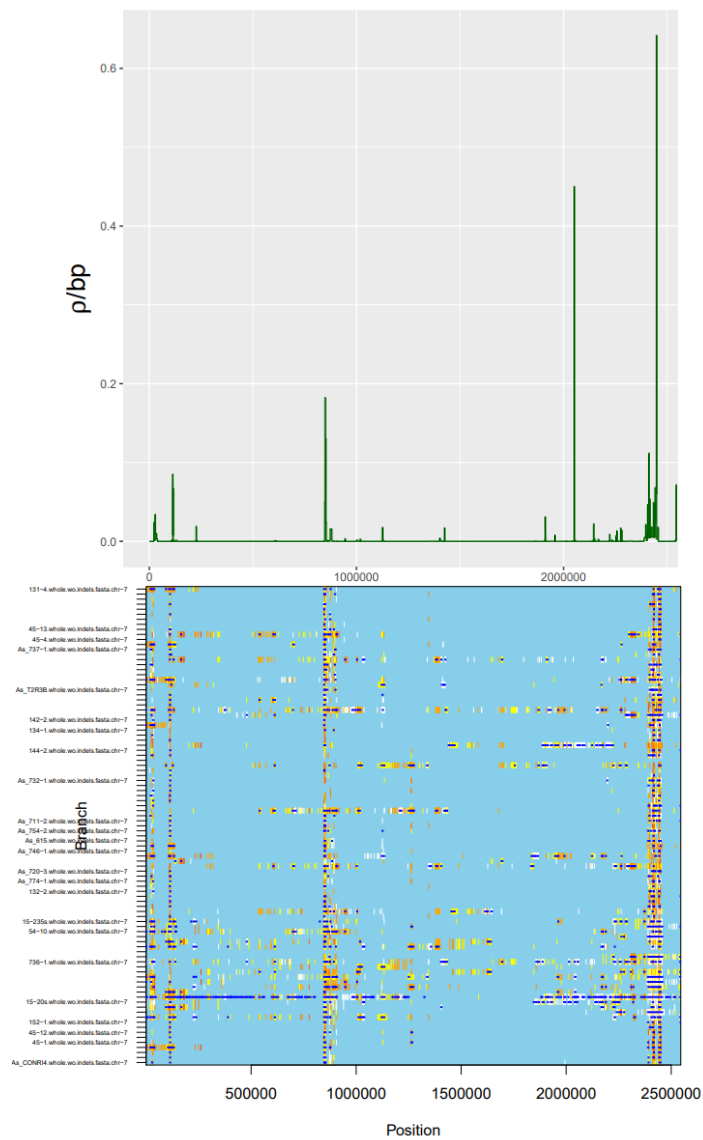 0.6
0.4
ρ/bp
0.2
0.0
0
1000000
2000000
131-4.whole.wo.indels.fasta.chr-7
45-13.whole.wo.indels.fasta.chr-7
45-4.whole.wo.indels.fasta.chr-7
As_737-1.whole.wo.indels.fasta.chr-7
As_T2R3B.whole.wo.indels.fasta.chr-7
142-2.whole.wo.indels.fasta.chr-7
134-1.whole.wo.indels.fasta.chr-7
144-2.whole.wo.indels.fasta.chr-7
As_732-1.whole.wo.indels.fasta.chr-7
Branch
As_711-2.whole.wo.indels.fasta.chr-7
As_754-2.whole.wo.indels.fasta.chr-7
As_615.whole.wo.indels.fasta.chr-7
As_746-1.whole.wo.indels.fasta.chr-7
As_720-3.whole.wo.indels.fasta.chr-7
As_774-1.whole.wo.indels.fasta.chr-7
132-2.whole.wo.indels.fasta.chr-7
15-235s.whole.wo.indels.fasta.chr-7
54-10.whole.wo.indels.fasta.chr-7
736-1.whole.wo.indels.fasta.chr-7
15-20s.whole.wo.indels.fasta.chr-7
152-1.whole.wo.indels.fasta.chr-7
45-12.whole.wo.indels.fasta.chr-7
45-1.whole.wo.indels.fasta.chr-7
As_CONRI4.whole.wo.indels.fasta.chr-7
500000
1000000
1500000
2000000
2500000
Position